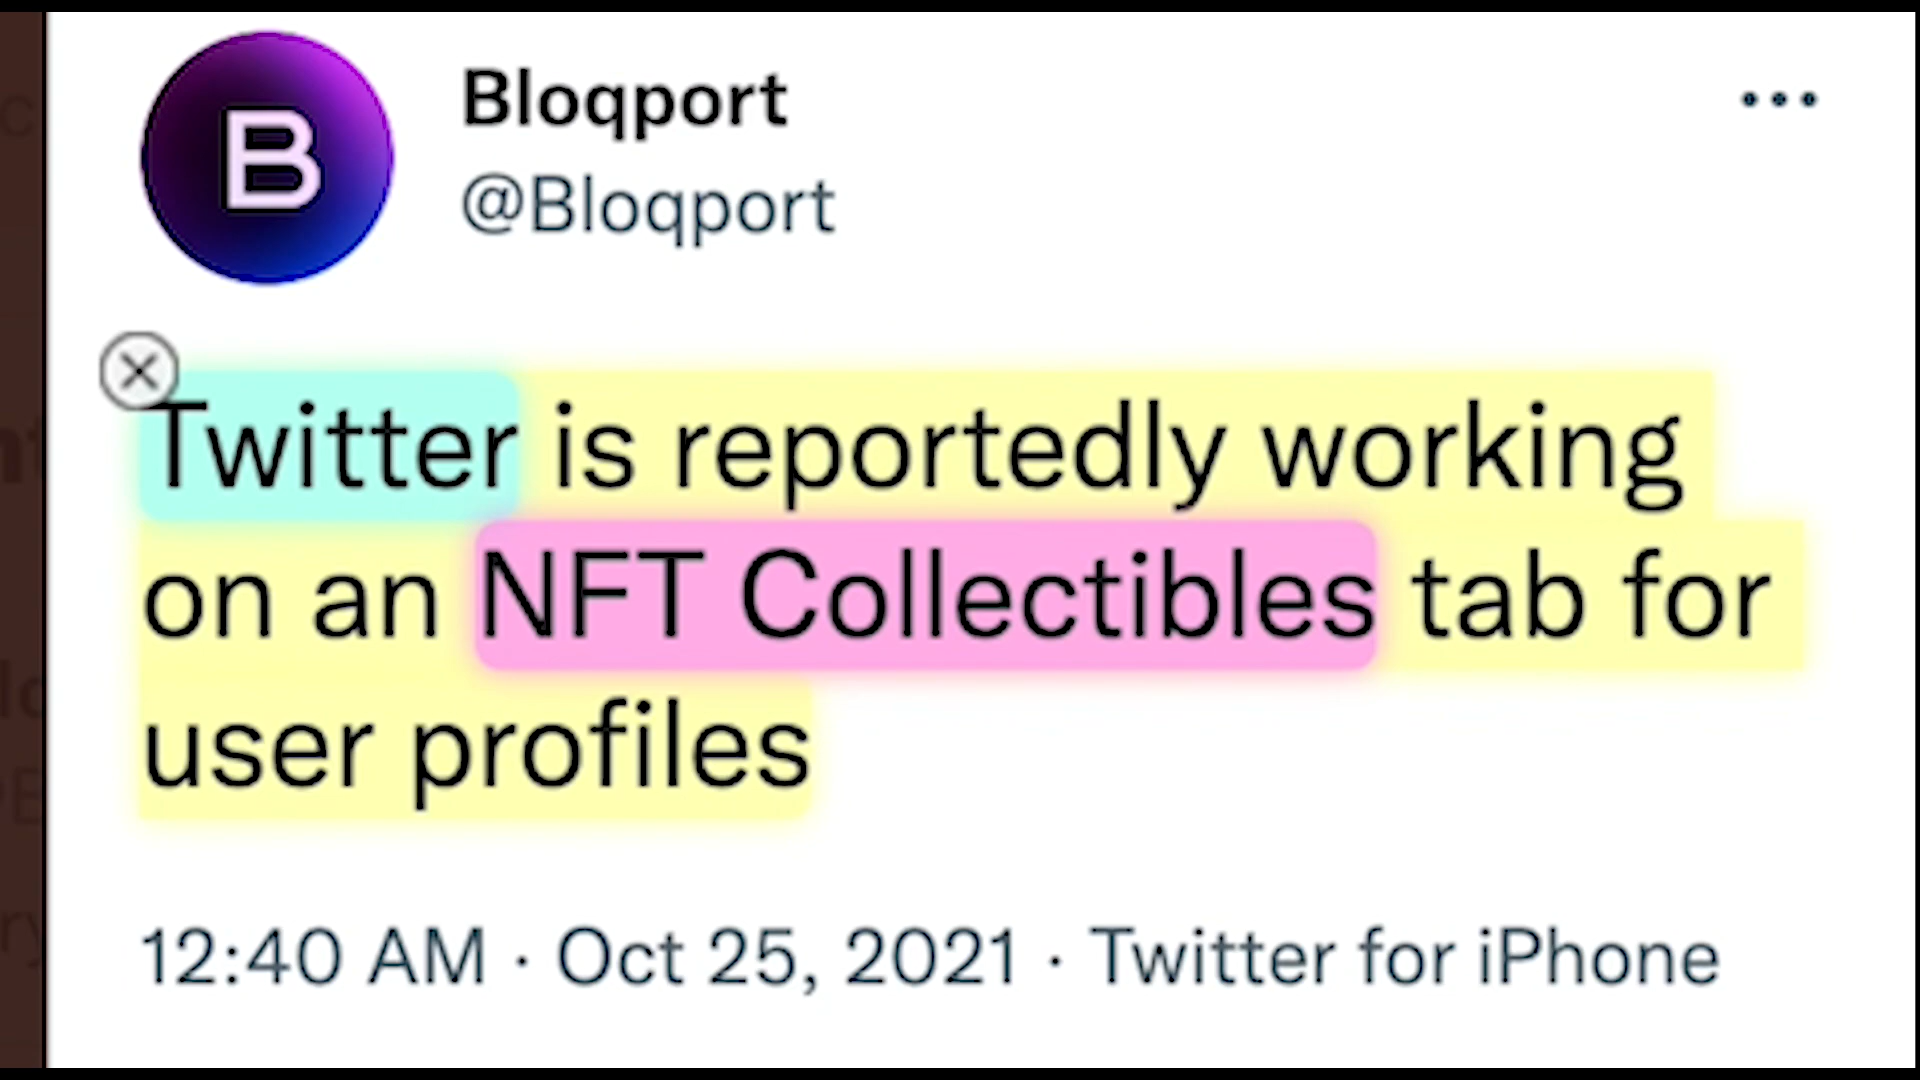 B
Bloqport
@Bloqport
Twitter is reportedly working
on an NFT Collectibles tab for
user profiles
12:40 AM · Oct 25, 2021 · Twitter for iPhone